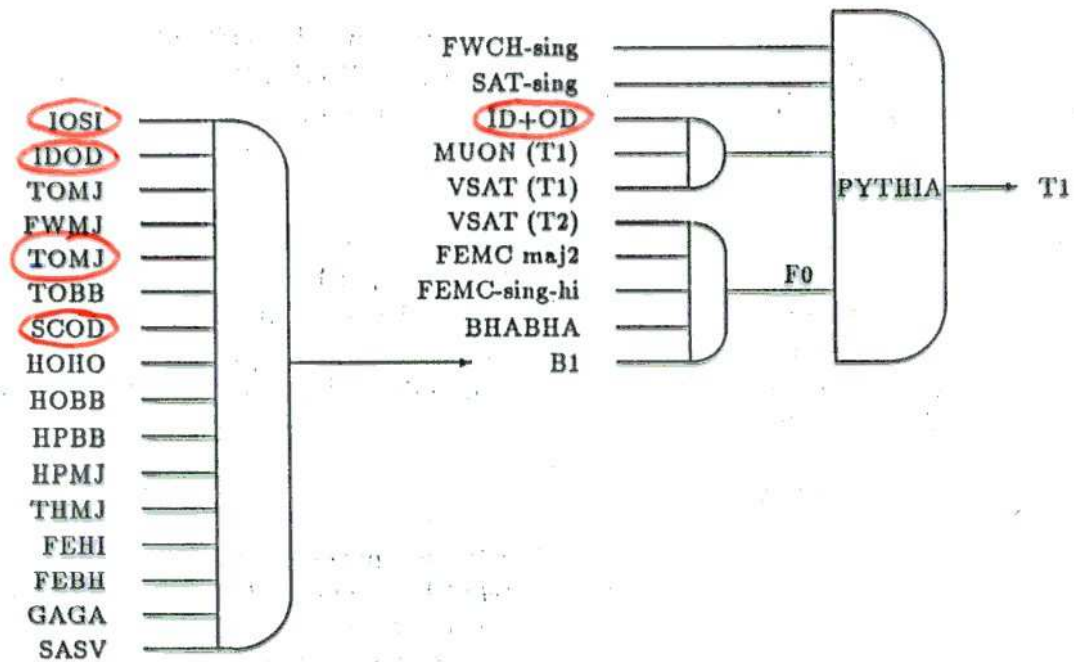 IOSI
IDOD
TOMJ
FWMJ
TOMJ
TOBB
SCOD
HOHO
HOBB
HPBB
HPMJ
THMJ
FEHI
FEBH
GAGA
SASV
FWCH-sing
SAT-sing
ID+OD
MUON (T1)
VSAT (T1)
VSAT (T2)
FEMC maj2
FEMC-sing-hi
BHABHA
B1
F0
PYTHIA
T1